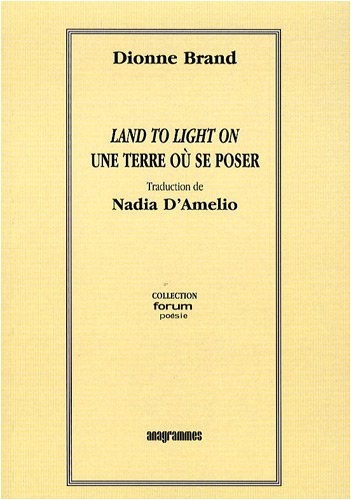 Dionne Brand
LAND TO LIGHT ON
UNE TERRE OÙ SE POSER
Traduction de
Nadia D'Amelio
COLLECTION
forum
poésie
anagrammes